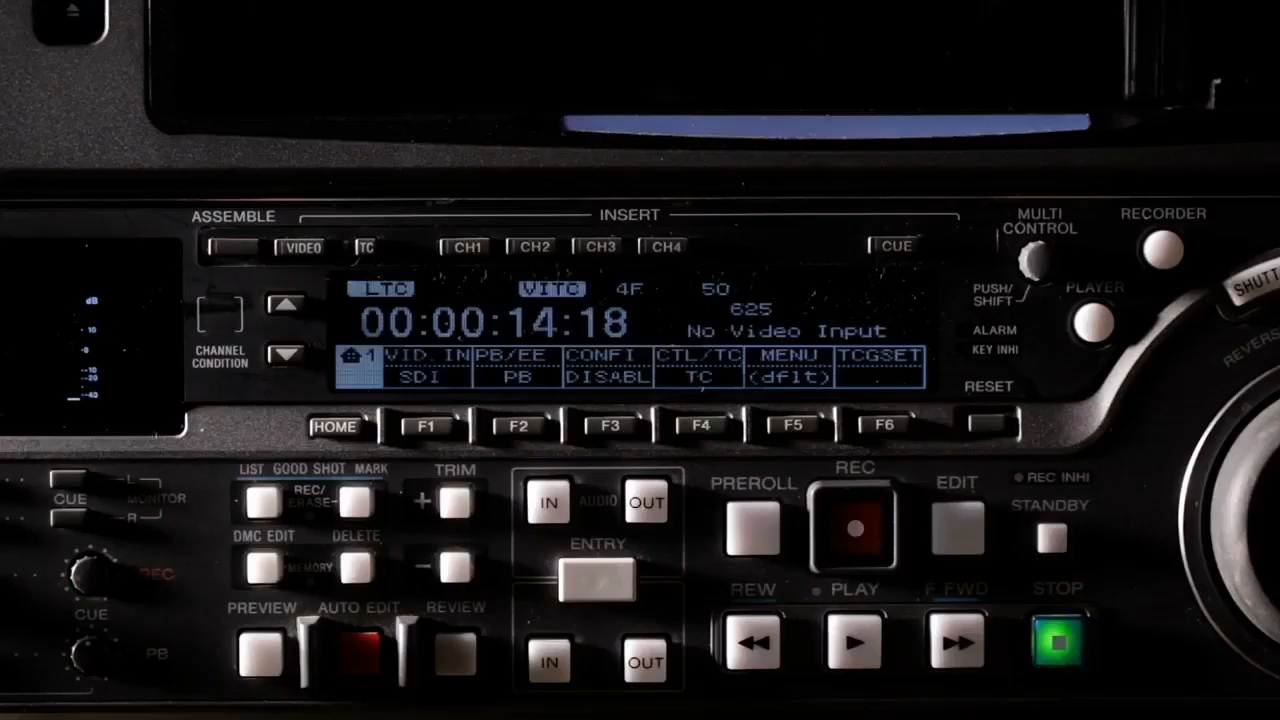 ASSEMBLE
INSERT
MULTI
CONTROL
RECORDER
VIDEO
TC
CH1
CH2
CH3
CH4
CUE
SHUTT
dB
LTC
VITC
4F
50
PUSH/
SHIFT
PLAYER
625
00:00:14:18
No Video Input
ALARM
KEY INHI
REVERS
CHANNEL
CONDITION
1
VID. IN
PB/EE
CONFI
CTL/TC
MENU
TCGSET
SDI
PB
DISABL
TC
(dflt)
RESET
HOME
F1
F2
F3
F4
F5
F6
LIST
GOOD SHOT
MARK
TRIM
REC
L
CUE
MONITOR
R
REC/
ERASE
+
IN
AUDIO
OUT
PREROLL
EDIT
REC INHI
STANDBY
DMC EDIT
DELETE
ENTRY
MEMORY
-
REC
CUE
PREVIEW
AUTO EDIT
REVIEW
REW
PLAY
F FWD
STOP
PB
IN
OUT